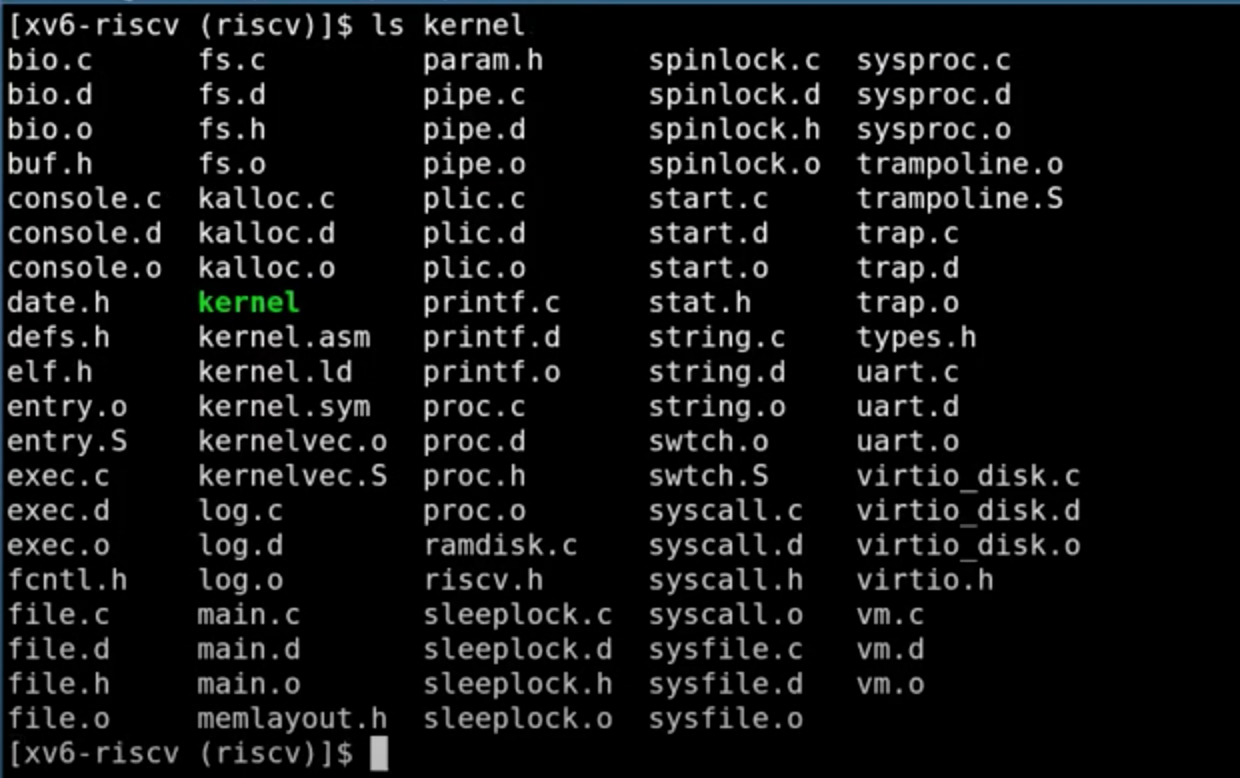 [xv6-riscv (riscv)]$ ls kernel
bio.c fs.c param.h spinlock.c sysproc.c
bio.d fs.d pipe.c spinlock.d sysproc.d
bio.o fs.h pipe.d spinlock.h sysproc.o
buf.h fs.o pipe.o spinlock.o trampoline.o
console.c kalloc.c plic.c start.c trampoline.S
console.d kalloc.d plic.d start.d trap.c
console.o kalloc.o plic.o start.o trap.d
date.h kernel printf.c stat.h trap.o
defs.h kernel.asm printf.d string.c types.h
elf.h kernel.ld printf.o string.d uart.c
entry.o kernel.sym proc.c string.o uart.d
entry.S kernelvec.o proc.d swtch.o uart.o
exec.c kernelvec.S proc.h swtch.S virtio_disk.c
exec.d log.c proc.o syscall.c virtio_disk.d
exec.o log.d ramdisk.c syscall.d virtio_disk.o
fcntl.h log.o riscv.h syscall.h virtio.h
file.c main.c sleeplock.c syscall.o vm.c
file.d main.d sleeplock.d sysfile.c vm.d
file.h main.o sleeplock.h sysfile.d vm.o
file.o memlayout.h sleeplock.o sysfile.o
[xv6-riscv (riscv)]$